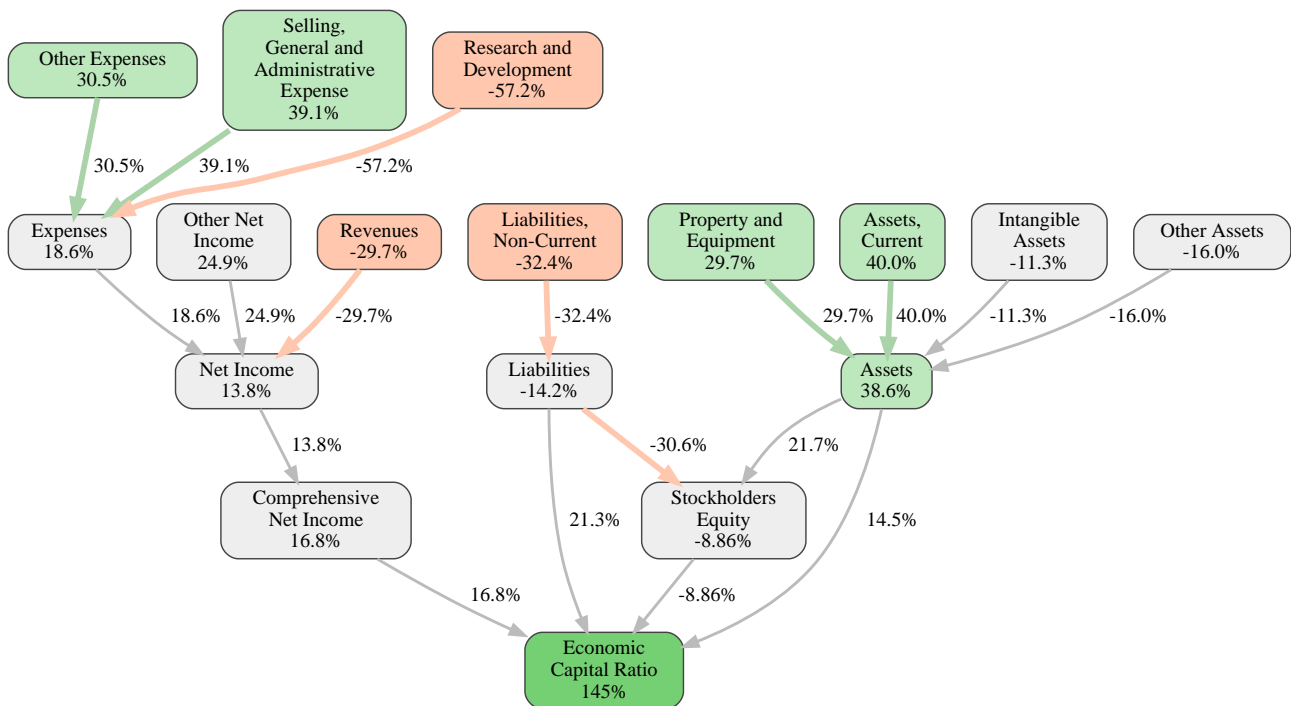 Other Expenses
30.5%
Selling,
General and
Administrative
Expense
39.1%
Research and
Development
-57.2%
30.5%
39.1%
-57.2%
Expenses
18.6%
Other Net
Income
24.9%
Revenues
-29.7%
Liabilities,
Non-Current
-32.4%
Property and
Equipment
29.7%
Assets,
Current
40.0%
Intangible
Assets
-11.3%
Other Assets
-16.0%
18.6%
24.9%
-29.7%
-32.4%
29.7%
40.0%
-11.3%
-16.0%
Net Income
13.8%
Liabilities
-14.2%
Assets
38.6%
13.8%
-30.6%
21.7%
Comprehensive
Net Income
16.8%
21.3%
Stockholders
Equity
-8.86%
14.5%
16.8%
-8.86%
Economic
Capital Ratio
145%